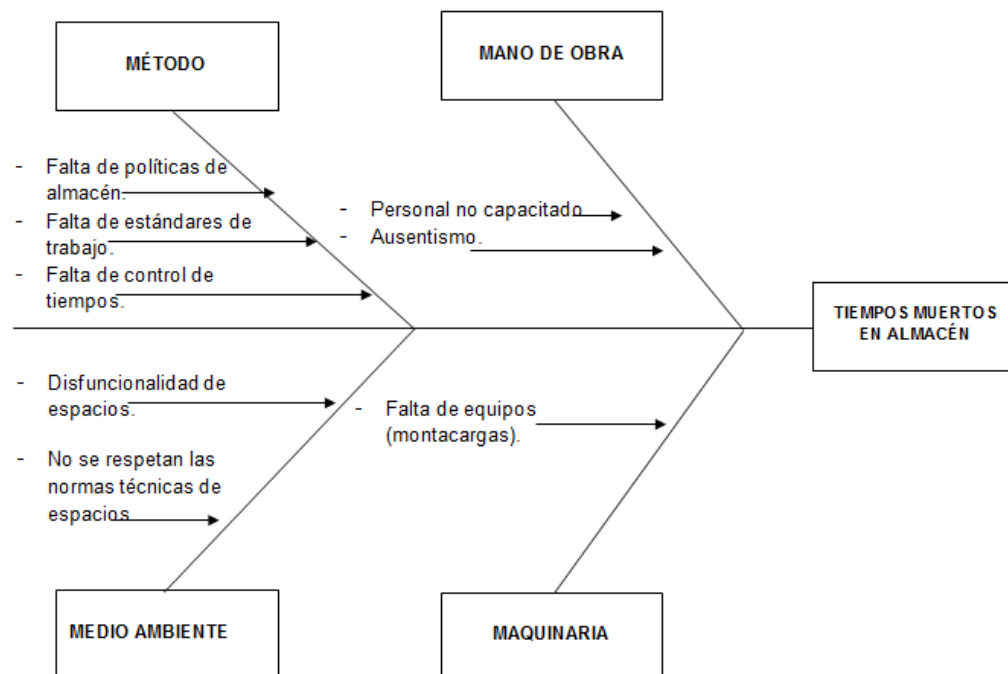 MÉTODO
MANO DE OBRA
- Falta de políticas de
almacén.
- Falta de estándares de
trabajo.
- Falta de control de
tiempos.
- Personal no capacitado
- Ausentismo.
TIEMPOS MUERTOS
EN ALMACÉN
- Disfuncionalidad de
espacios.
- No se respetan las
normas técnicas de
espacios
- Falta de equipos
(montacargas).
MEDIO AMBIENTE
MAQUINARIA